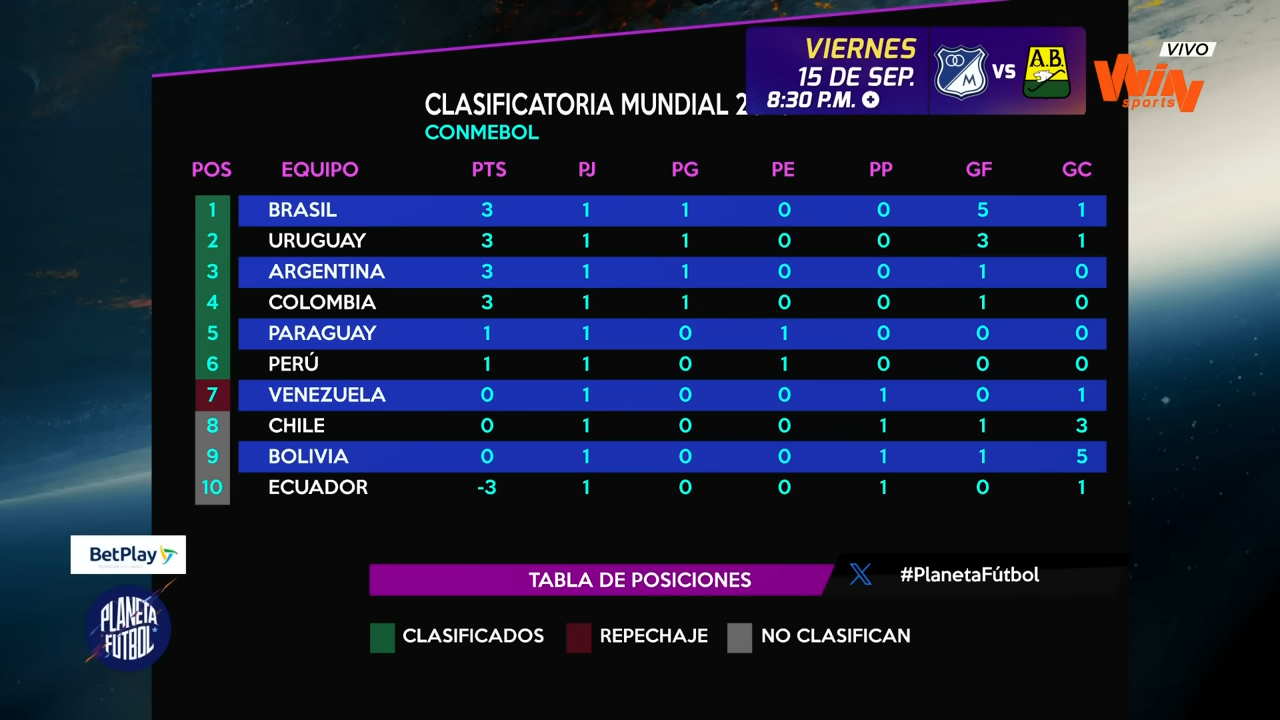 VIVO
VIERNES
15 DE SEP.
8:30 P.M.
VS
A.B.
M
WiN
sports
CLASIFICATORIA MUNDIAL 2
CONMEBOL
POS EQUIPO PTS PJ PG PE PP GF GC
1 BRASIL 3 1 1 0 0 5 1
2 URUGUAY 3 1 1 0 0 3 1
3 ARGENTINA 3 1 1 0 0 1 0
4 COLOMBIA 3 1 1 0 0 1 0
5 PARAGUAY 1 1 0 1 0 0 0
6 PERÚ 1 1 0 1 0 0 0
7 VENEZUELA 0 1 0 0 1 0 1
8 CHILE 0 1 0 0 1 1 3
9 BOLIVIA 0 1 0 0 1 1 5
10 ECUADOR -3 1 0 0 1 0 1
BetPlay
TABLA DE POSICIONES
#PlanetaFútbol
PLANETA
FÚTBOL
CLASIFICADOS REPECHAJE NO CLASIFICAN